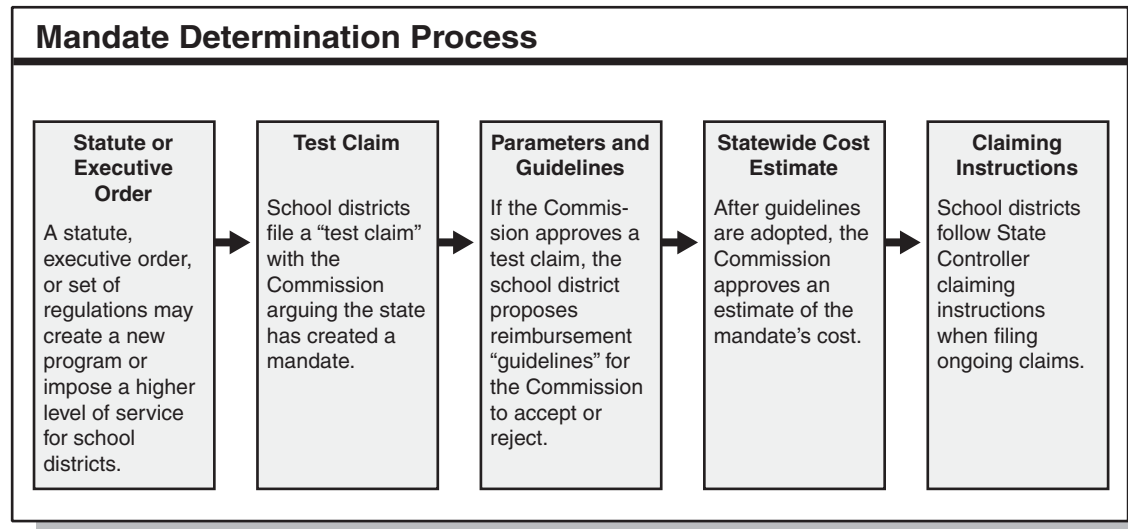 Mandate Determination Process
Statute or
Executive
Order
A statute,
executive order,
or set of
regulations may
create a new
program or
impose a higher
level of service
for school
districts.
Test Claim
School districts
file a “test claim”
with the
Commission
arguing the state
has created a
mandate.
Parameters and
Guidelines
If the Commis-
sion approves a
test claim, the
school district
proposes
reimbursement
“guidelines” for
the Commission
to accept or
reject.
Statewide Cost
Estimate
After guidelines
are adopted, the
Commission
approves an
estimate of the
mandate’s cost.
Claiming
Instructions
School districts
follow State
Controller
claiming
instructions
when filing
ongoing claims.